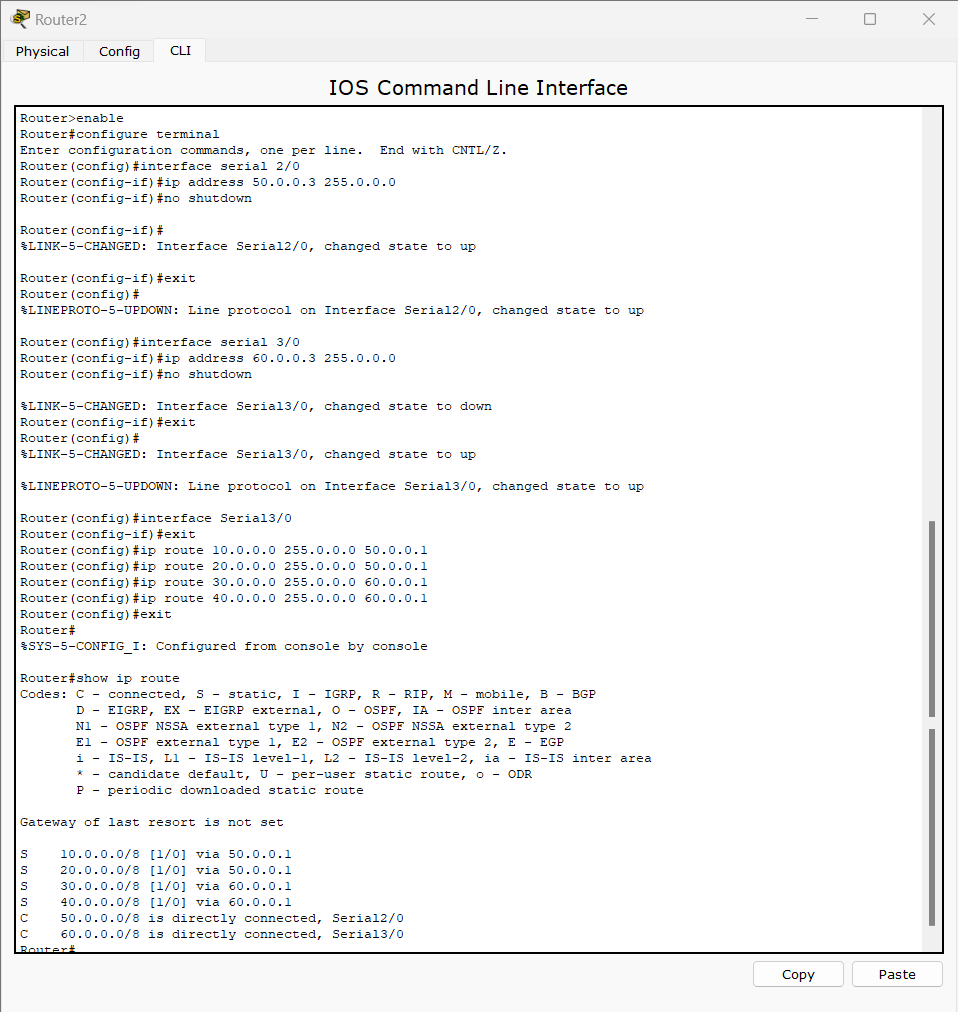 Router2
Physical Config CLI
IOS Command Line Interface
Router>enable
Router#configure terminal
Enter configuration commands, one per line.  End with CNTL/Z.
Router(config)#interface serial 2/0
Router(config-if)#ip address 50.0.0.3 255.0.0.0
Router(config-if)#no shutdown
Router(config-if)#
%LINK-5-CHANGED: Interface Serial2/0, changed state to up
Router(config-if)#exit
Router(config)#
%LINEPROTO-5-UPDOWN: Line protocol on Interface Serial2/0, changed state to up
Router(config)#interface serial 3/0
Router(config-if)#ip address 60.0.0.3 255.0.0.0
Router(config-if)#no shutdown
%LINK-5-CHANGED: Interface Serial3/0, changed state to down
Router(config-if)#exit
Router(config)#
%LINK-5-CHANGED: Interface Serial3/0, changed state to up
%LINEPROTO-5-UPDOWN: Line protocol on Interface Serial3/0, changed state to up
Router(config)#interface Serial3/0
Router(config-if)#exit
Router(config)#ip route 10.0.0.0 255.0.0.0 50.0.0.1
Router(config)#ip route 20.0.0.0 255.0.0.0 50.0.0.1
Router(config)#ip route 30.0.0.0 255.0.0.0 60.0.0.1
Router(config)#ip route 40.0.0.0 255.0.0.0 60.0.0.1
Router(config)#exit
Router#
%SYS-5-CONFIG_I: Configured from console by console
Router#show ip route
Codes: C - connected, S - static, I - IGRP, R - RIP, M - mobile, B - BGP
D - EIGRP, EX - EIGRP external, O - OSPF, IA - OSPF inter area
N1 - OSPF NSSA external type 1, N2 - OSPF NSSA external type 2
E1 - OSPF external type 1, E2 - OSPF external type 2, E - EGP
i - IS-IS, L1 - IS-IS level-1, L2 - IS-IS level-2, ia - IS-IS inter area
* - candidate default, U - per-user static route, o - ODR
P - periodic downloaded static route
Gateway of last resort is not set
S    10.0.0.0/8 [1/0] via 50.0.0.1
S    20.0.0.0/8 [1/0] via 50.0.0.1
S    30.0.0.0/8 [1/0] via 60.0.0.1
S    40.0.0.0/8 [1/0] via 60.0.0.1
C    50.0.0.0/8 is directly connected, Serial2/0
C    60.0.0.0/8 is directly connected, Serial3/0
Router#
Copy Paste